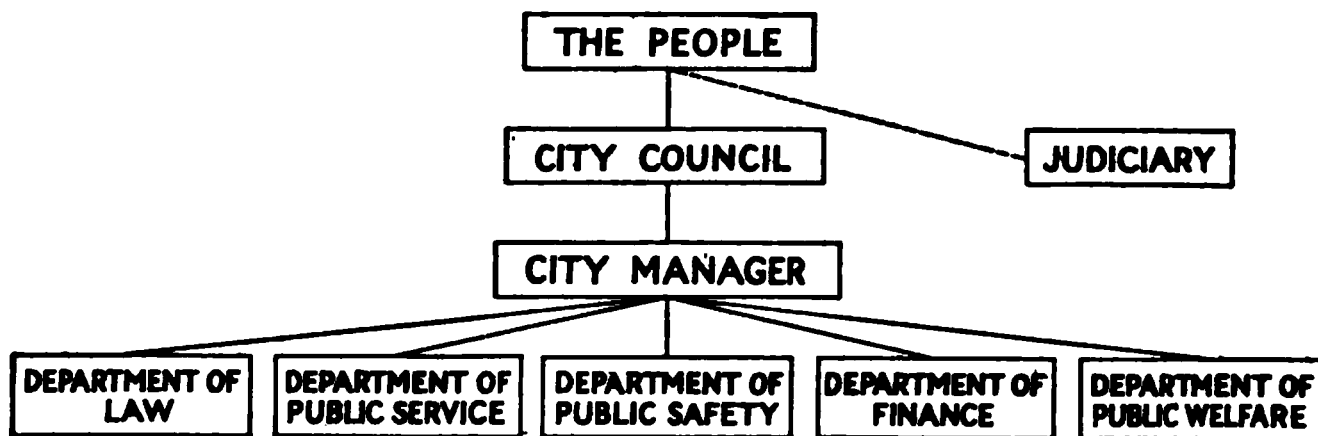 THE PEOPLE
CITY COUNCIL
JUDICIARY
CITY MANAGER
DEPARTMENT OF
LAW
DEPARTMENT OF
PUBLIC SERVICE
DEPARTMENT OF
PUBLIC SAFETY
DEPARTMENT OF
FINANCE
DEPARTMENT OF
PUBLIC WELFARE